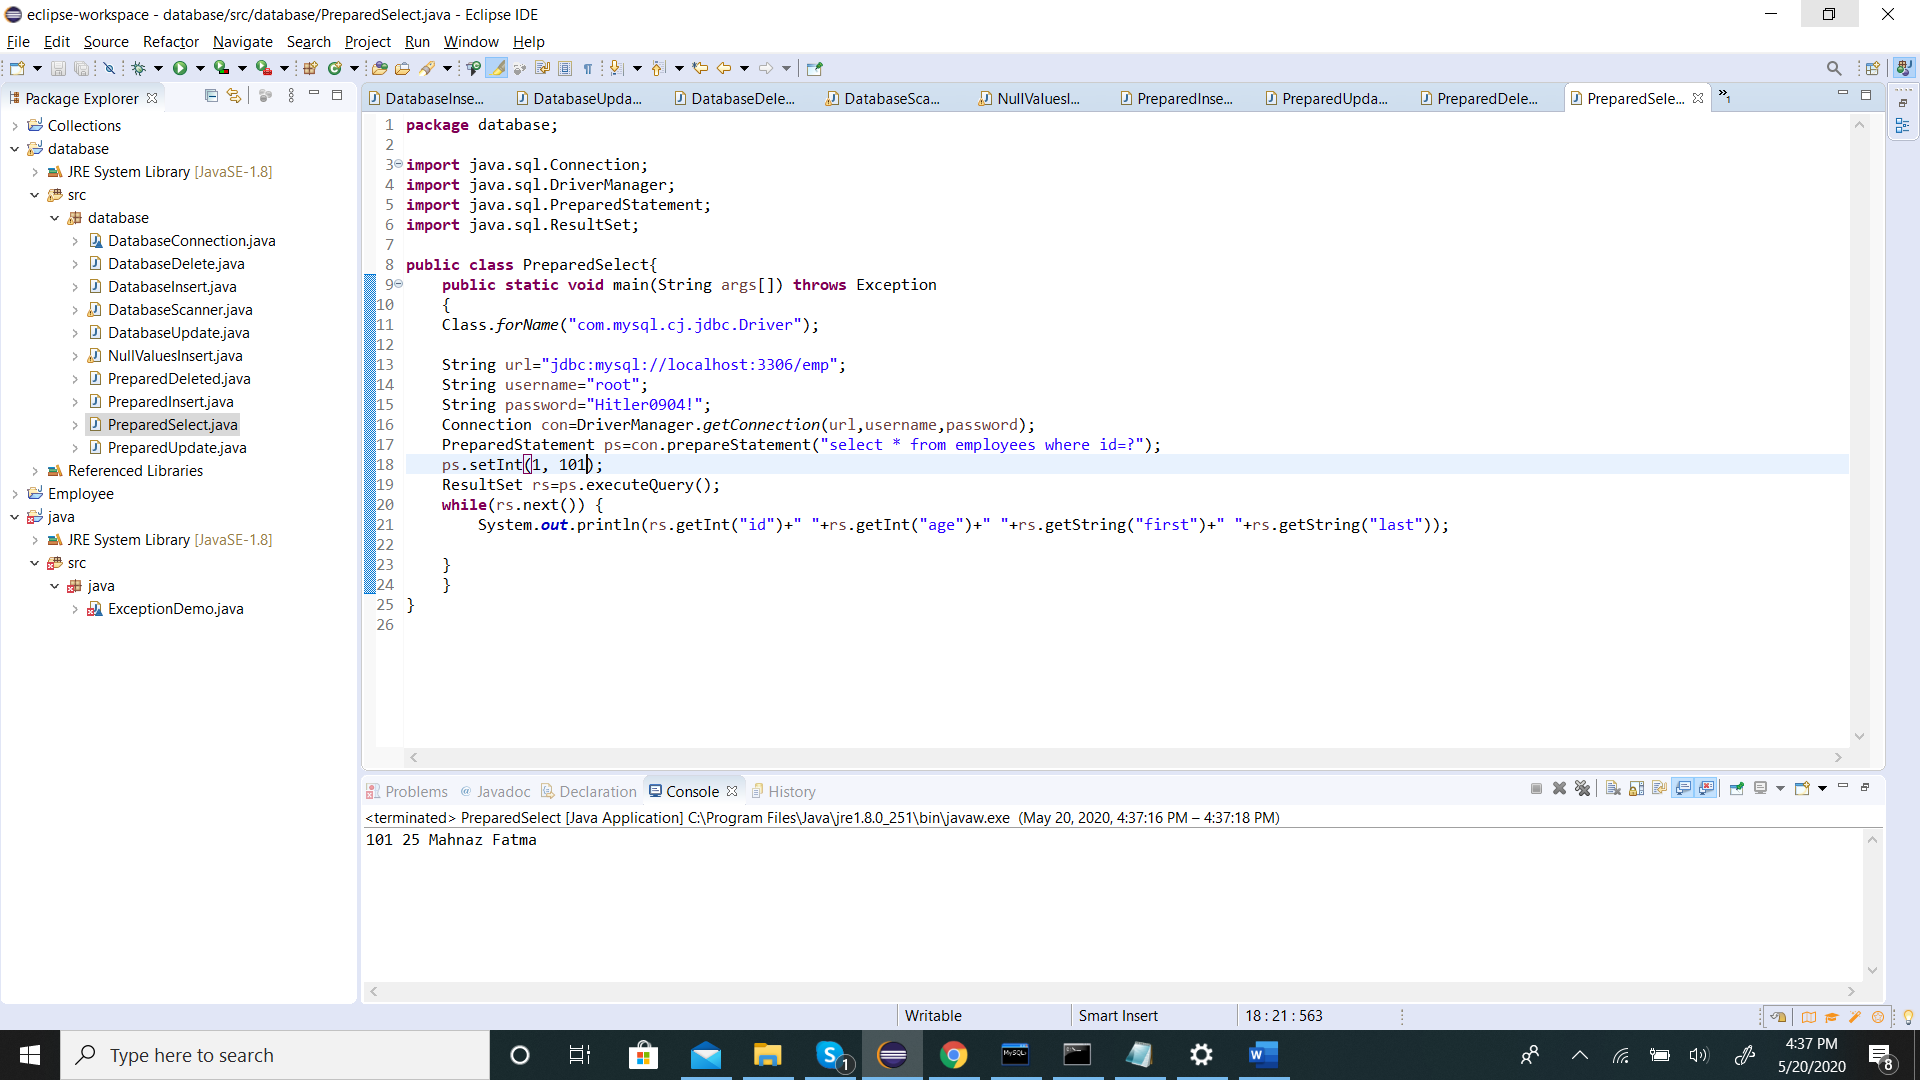 eclipse-workspace - database/src/database/PreparedSelect.java - Eclipse IDE
File Edit Source Refactor Navigate Search Project Run Window Help
Package Explorer
Collections
database
JRE System Library [JavaSE-1.8]
src
database
DatabaseConnection.java
DatabaseDelete.java
DatabaseInsert.java
DatabaseScanner.java
DatabaseUpdate.java
NullValuesInsert.java
PreparedDeleted.java
PreparedInsert.java
PreparedSelect.java
PreparedUpdate.java
Referenced Libraries
Employee
java
JRE System Library [JavaSE-1.8]
src
java
ExceptionDemo.java
DatabaseInse... DatabaseUpda... DatabaseDele... DatabaseSca... NullValuesI... PreparedInse... PreparedUpda... PreparedDele... PreparedSele... »1
1 package database;
2
3 import java.sql.Connection;
4 import java.sql.DriverManager;
5 import java.sql.PreparedStatement;
6 import java.sql.ResultSet;
7
8 public class PreparedSelect{
9 public static void main(String args[]) throws Exception
10 {
11 Class.forName("com.mysql.cj.jdbc.Driver");
12
13 String url="jdbc:mysql://localhost:3306/emp";
14 String username="root";
15 String password="Hitler0904!";
16 Connection con=DriverManager.getConnection(url,username,password);
17 PreparedStatement ps=con.prepareStatement("select * from employees where id=?");
18 ps.setInt(1, 101);
19 ResultSet rs=ps.executeQuery();
20 while(rs.next()) {
21 System.out.println(rs.getInt("id")+" "+rs.getInt("age")+" "+rs.getString("first")+" "+rs.getString("last"));
22
23 }
24 }
25 }
26
Problems @ Javadoc Declaration Console History
<terminated> PreparedSelect [Java Application] C:\Program Files\Java\jre1.8.0_251\bin\javaw.exe (May 20, 2020, 4:37:16 PM – 4:37:18 PM)
101 25 Mahnaz Fatma
Writable Smart Insert 18 : 21 : 563
Type here to search
S 1
MySQL
W
4:37 PM
5/20/2020
8